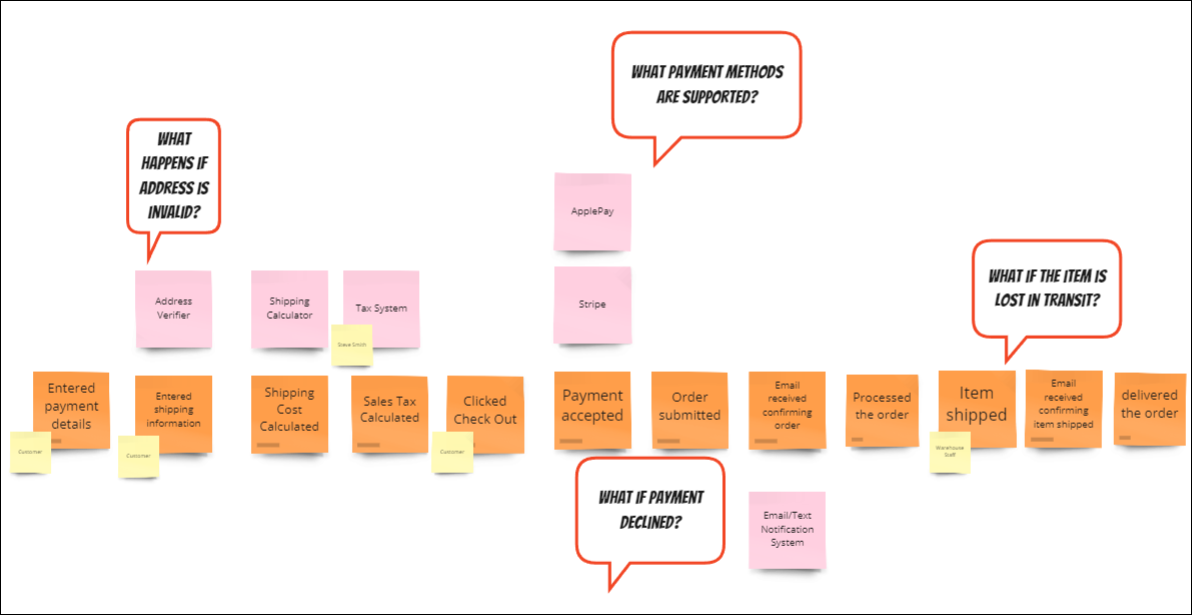 WHAT PAYMENT METHODS
ARE SUPPORTED?
WHAT
HAPPENS IF
ADDRESS IS
INVALID?
ApplePay
WHAT IF THE ITEM IS
LOST IN TRANSIT?
Address
Verifier
Shipping
Calculator
Tax System
Stripe
Steve Smith
Entered
payment
details
Customer
Entered
shipping
information
Customer
Shipping
Cost
Calculated
Sales Tax
Calculated
Clicked
Check Out
Customer
Payment
accepted
Order
submitted
Email
received
confirming
order
Processed
the order
Item
shipped
Warehouse
Staff
Email
received
confirming
item shipped
delivered
the order
WHAT IF PAYMENT
DECLINED?
Email/Text
Notification
System